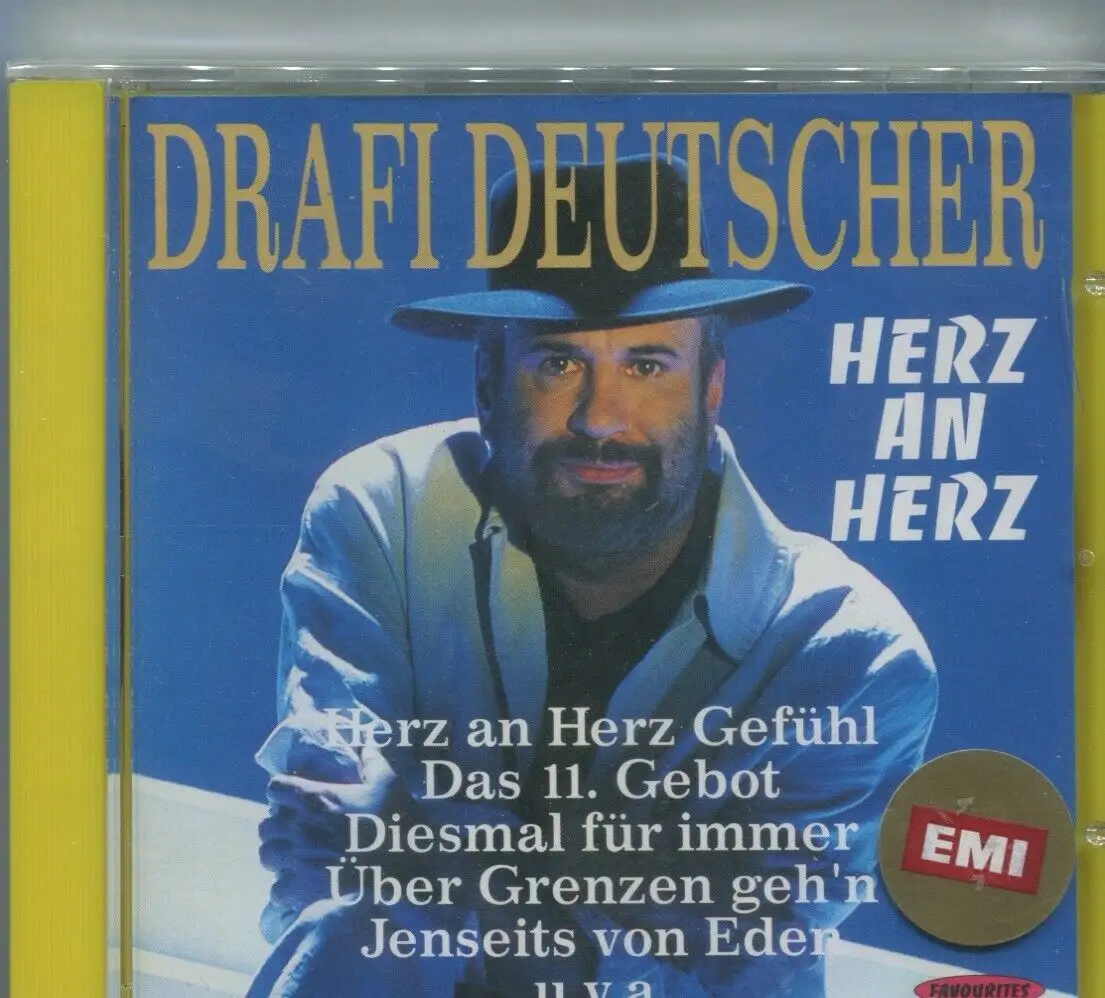 DRAFI DEUTSCHER
HERZ
AN
HERZ
Herz an Herz Gefühl
Das 11. Gebot
Diesmal für immer
Über Grenzen geh'n
Jenseits von Eden
u.v.a.
EMI
FAVOURITES